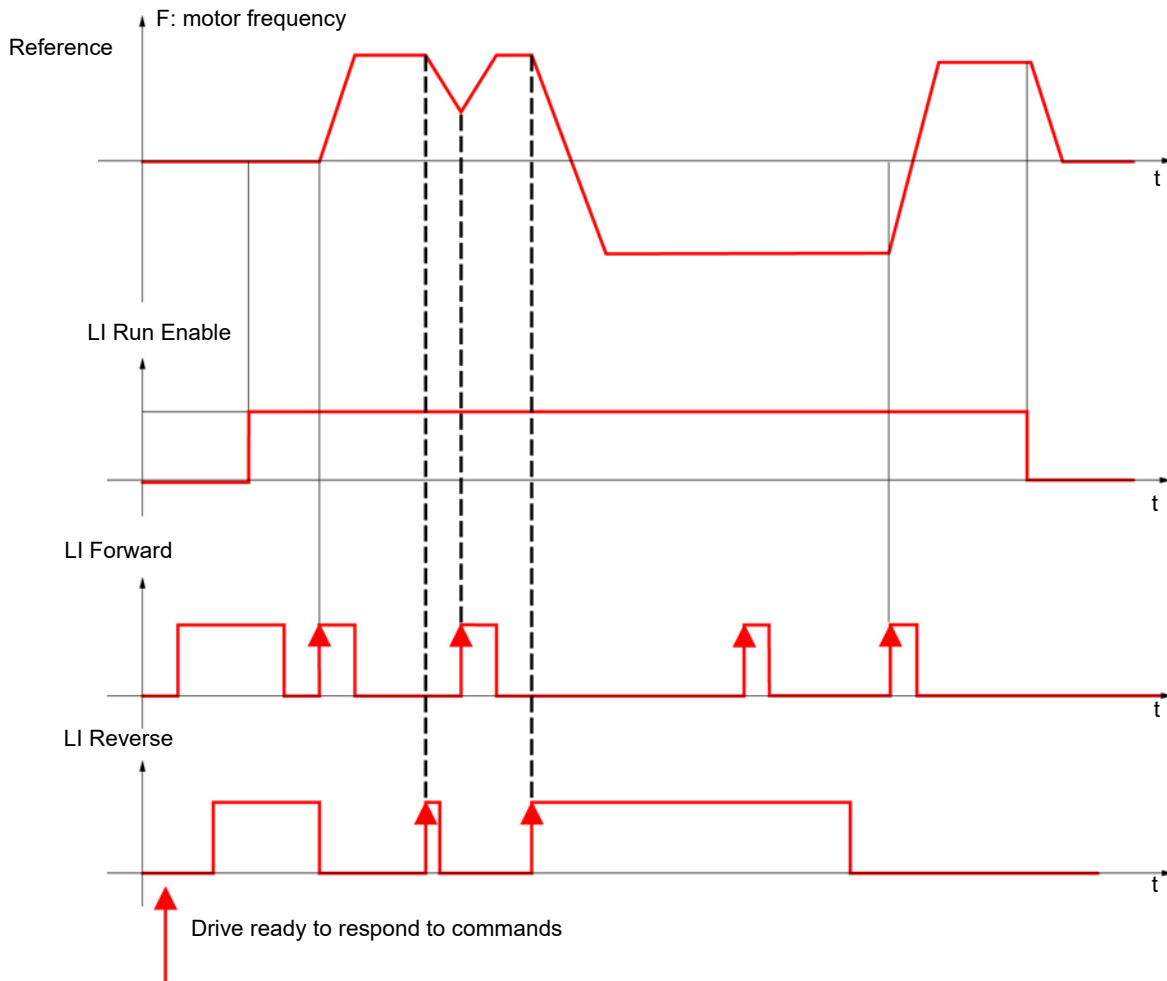 F: motor frequency
Reference
t
LI Run Enable
t
LI Forward
t
LI Reverse
t
Drive ready to respond to commands